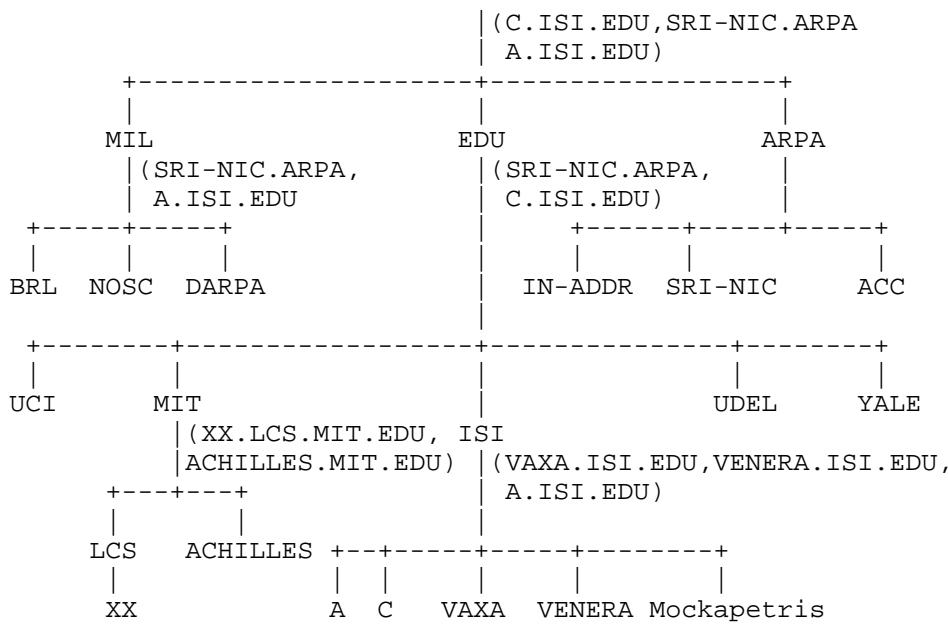 (C.ISI.EDU,SRI-NIC.ARPA
A.ISI.EDU)
MIL EDU ARPA
(SRI-NIC.ARPA, (SRI-NIC.ARPA,
A.ISI.EDU C.ISI.EDU)
BRL NOSC DARPA IN-ADDR SRI-NIC ACC
UCI MIT UDEL YALE
(XX.LCS.MIT.EDU, ISI
ACHILLES.MIT.EDU) (VAXA.ISI.EDU,VENERA.ISI.EDU,
A.ISI.EDU)
LCS ACHILLES
XX A C VAXA VENERA Mockapetris